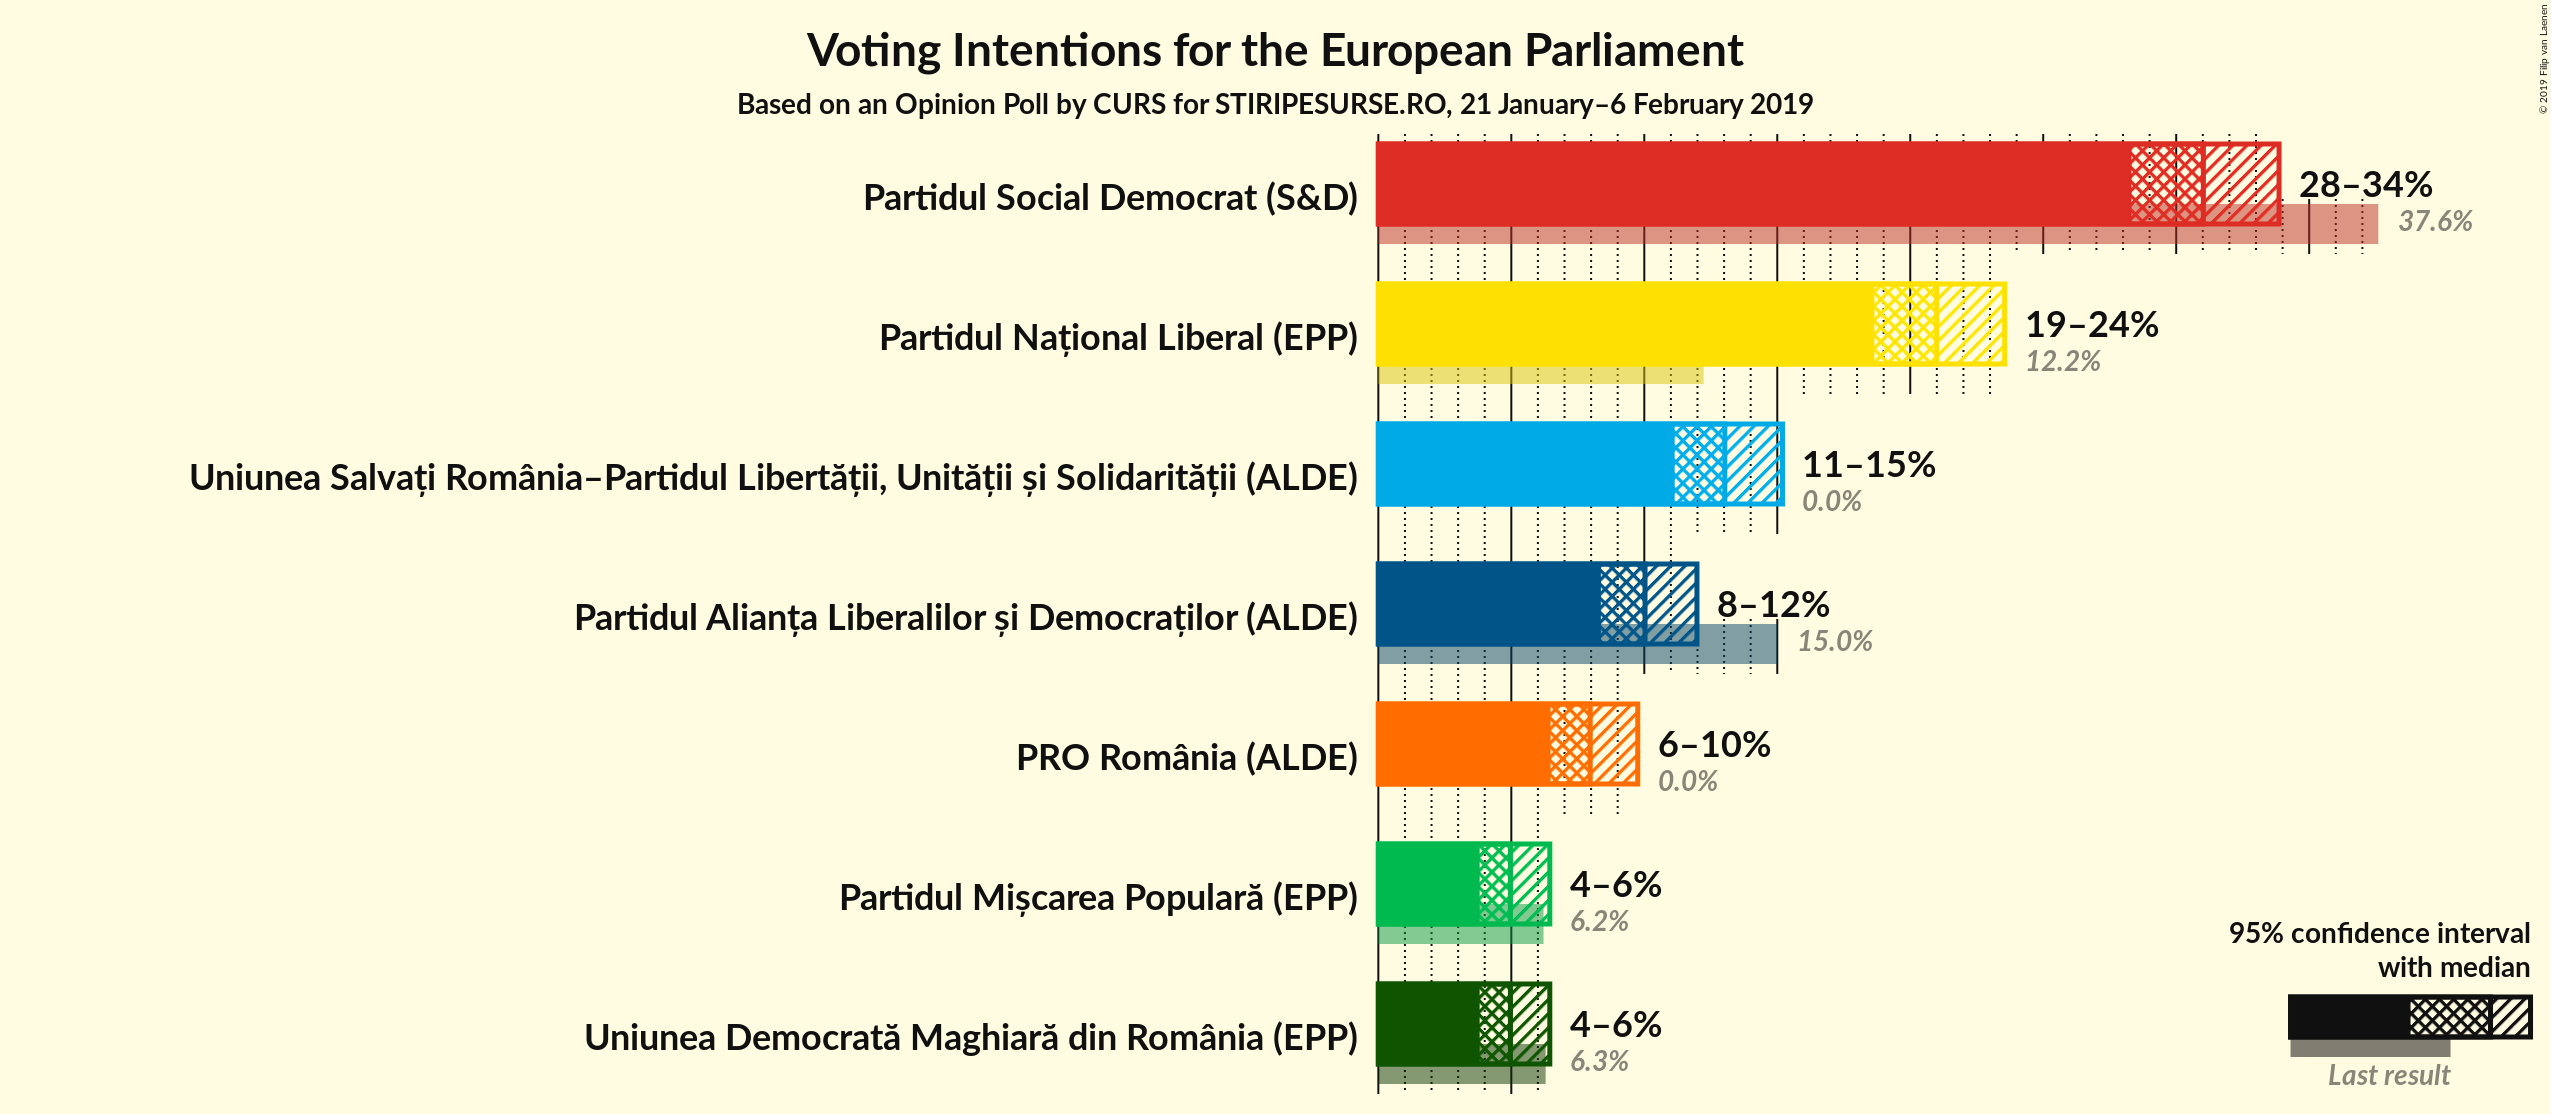 Voting Intentions for the European Parliament
Based on an Opinion Poll by CURS for STIRIPESURSE.RO, 21 January–6 February 2019
© 2019 Filip van Laenen
Partidul Social Democrat (S&D)
28–34%
37.6%
Partidul Național Liberal (EPP)
19–24%
12.2%
Uniunea Salvați România–Partidul Libertății, Unității și Solidarității (ALDE)
11–15%
0.0%
Partidul Alianța Liberalilor și Democraților (ALDE)
8–12%
15.0%
PRO România (ALDE)
6–10%
0.0%
Partidul Mișcarea Populară (EPP)
4–6%
6.2%
Uniunea Democrată Maghiară din România (EPP)
4–6%
6.3%
95% confidence interval
with median
Last result